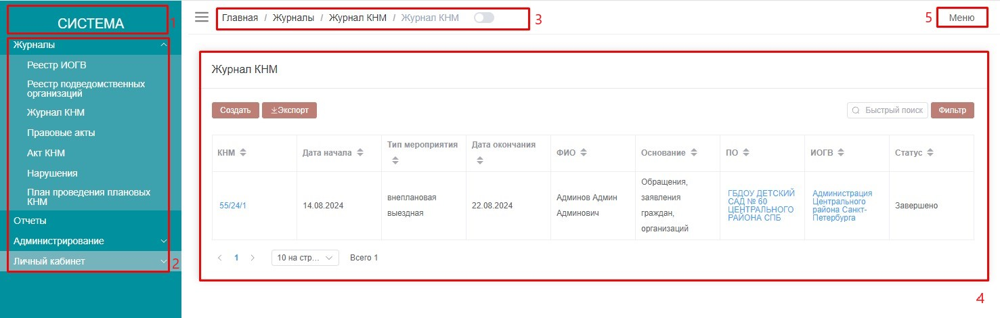 СИСТЕМА
1
Журналы
Реестр ИОГВ
Реестр подведомственных
организаций
Журнал КНМ
Правовые акты
Акт КНМ
Нарушения
План проведения плановых
КНМ
Отчеты
Администрирование
Личный кабинет
2
Главная / Журналы / Журнал КНМ / Журнал КНМ
3
5
Меню
Журнал КНМ
Создать
Экспорт
Быстрый поиск
Фильтр
КНМ
Дата начала
Тип мероприятия
Дата окончания
ФИО
Основание
ПО
ИОГВ
Статус
55/24/1
14.08.2024
внеплановая
выездная
22.08.2024
Админов Админ
Админович
Обращения,
заявления
граждан,
организаций
ГБДОУ ДЕТСКИЙ
САД № 60
ЦЕНТРАЛЬНОГО
РАЙОНА СПБ
Администрация
Центрального
района Санкт-
Петербурга
Завершено
1
10 на стр...
Всего 1
4